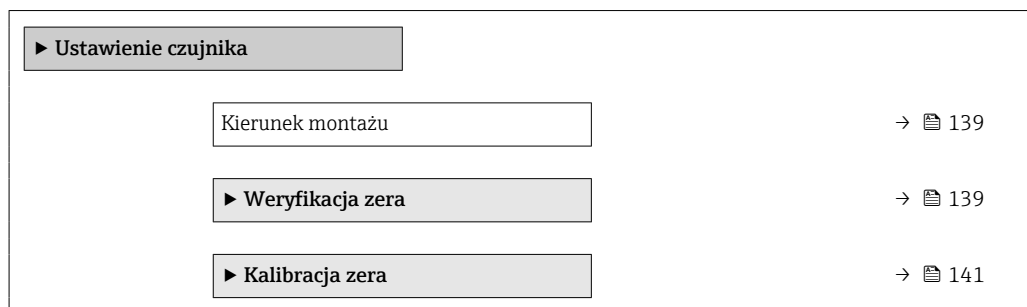 ▶ Ustawienie czujnika
Kierunek montażu → 139
▶ Weryfikacja zera → 139
▶ Kalibracja zera → 141